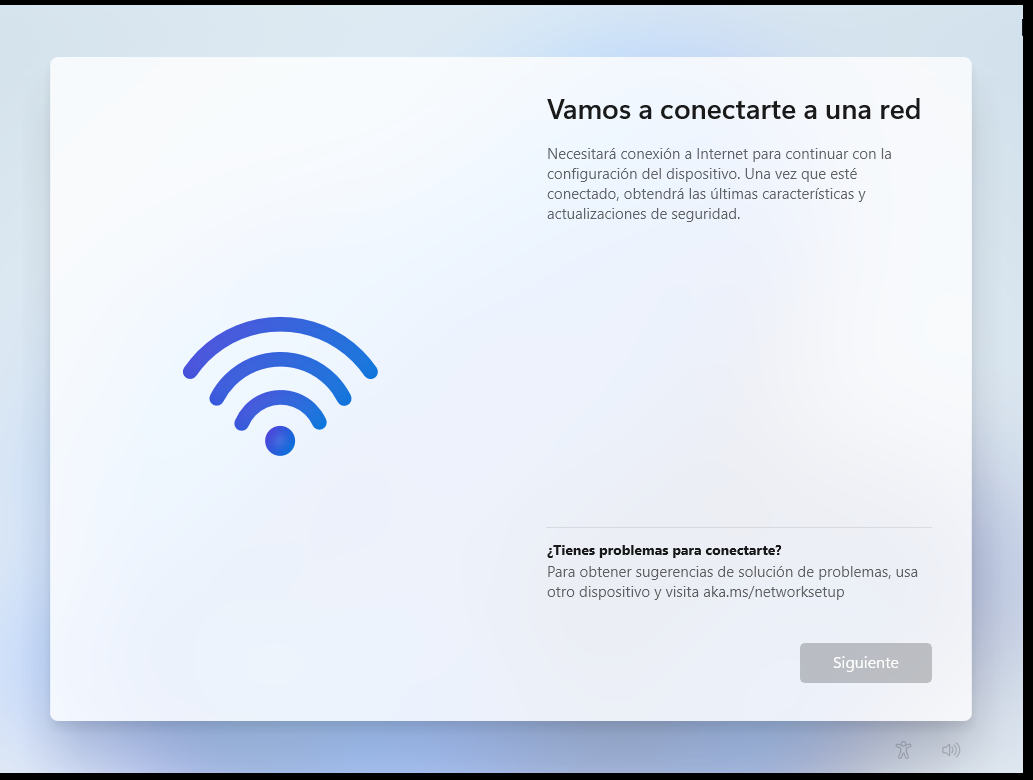 Vamos a conectarte a una red
Necesitará conexión a Internet para continuar con la
configuración del dispositivo. Una vez que esté
conectado, obtendrá las últimas características y
actualizaciones de seguridad.
¿Tienes problemas para conectarte?
Para obtener sugerencias de solución de problemas, usa
otro dispositivo y visita aka.ms/networksetup
Siguiente